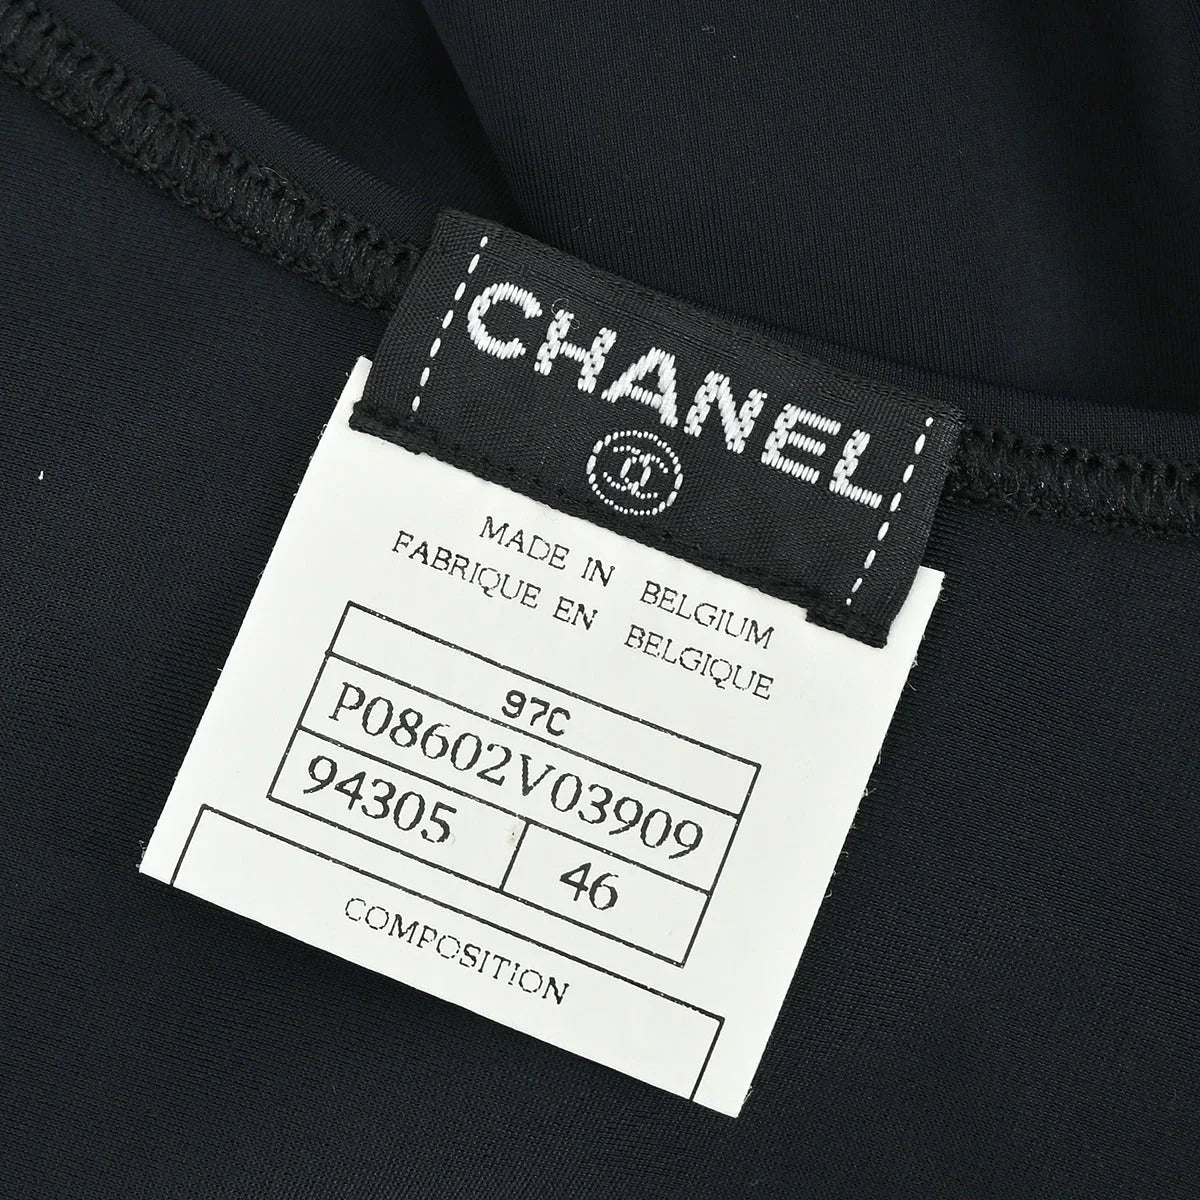 CHANEL
MADE IN BELGIUM
FABRIQUE EN BELGIQUE
97C
P08602V03909
94305 46
COMPOSITION